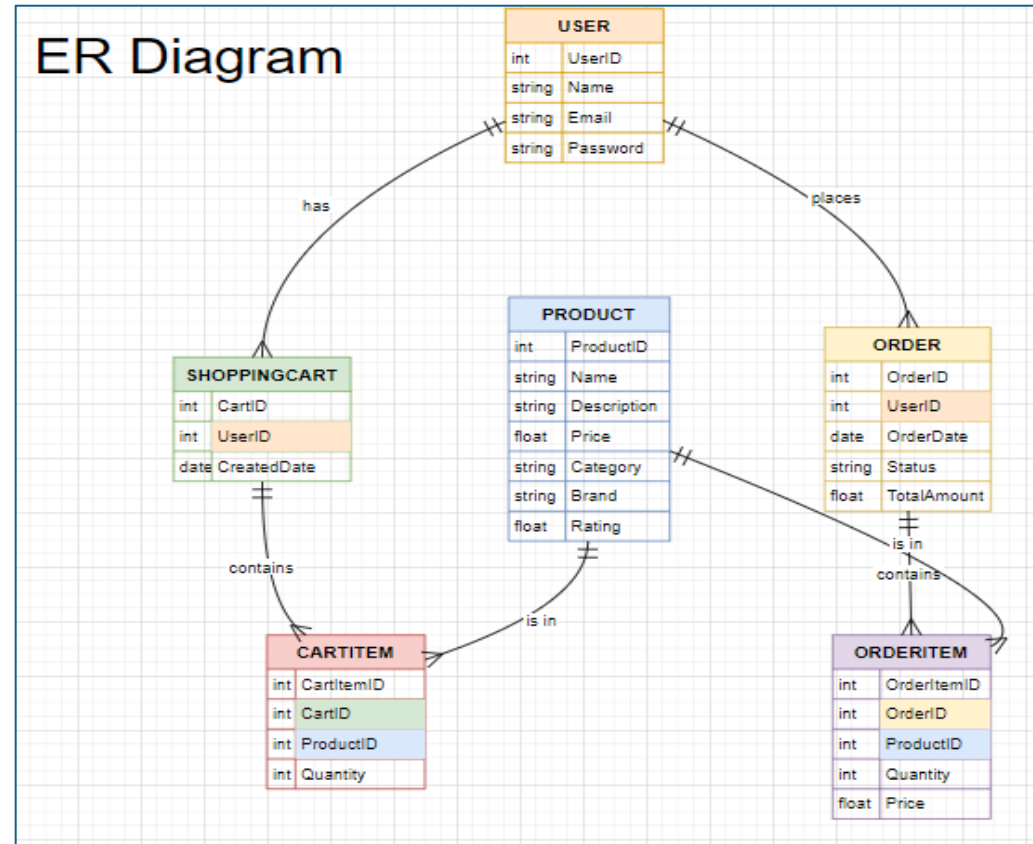 ER Diagram
USER
int UserID
string Name
string Email
string Password
has
places
PRODUCT
int ProductID
string Name
string Description
float Price
string Category
string Brand
float Rating
ORDER
int OrderID
int UserID
date OrderDate
string Status
float TotalAmount
SHOPPINGCART
int CartID
int UserID
date CreatedDate
contains
is in
is in
contains
CARTITEM
int CartItemID
int CartID
int ProductID
int Quantity
ORDERITEM
int OrderItemID
int OrderID
int ProductID
int Quantity
float Price